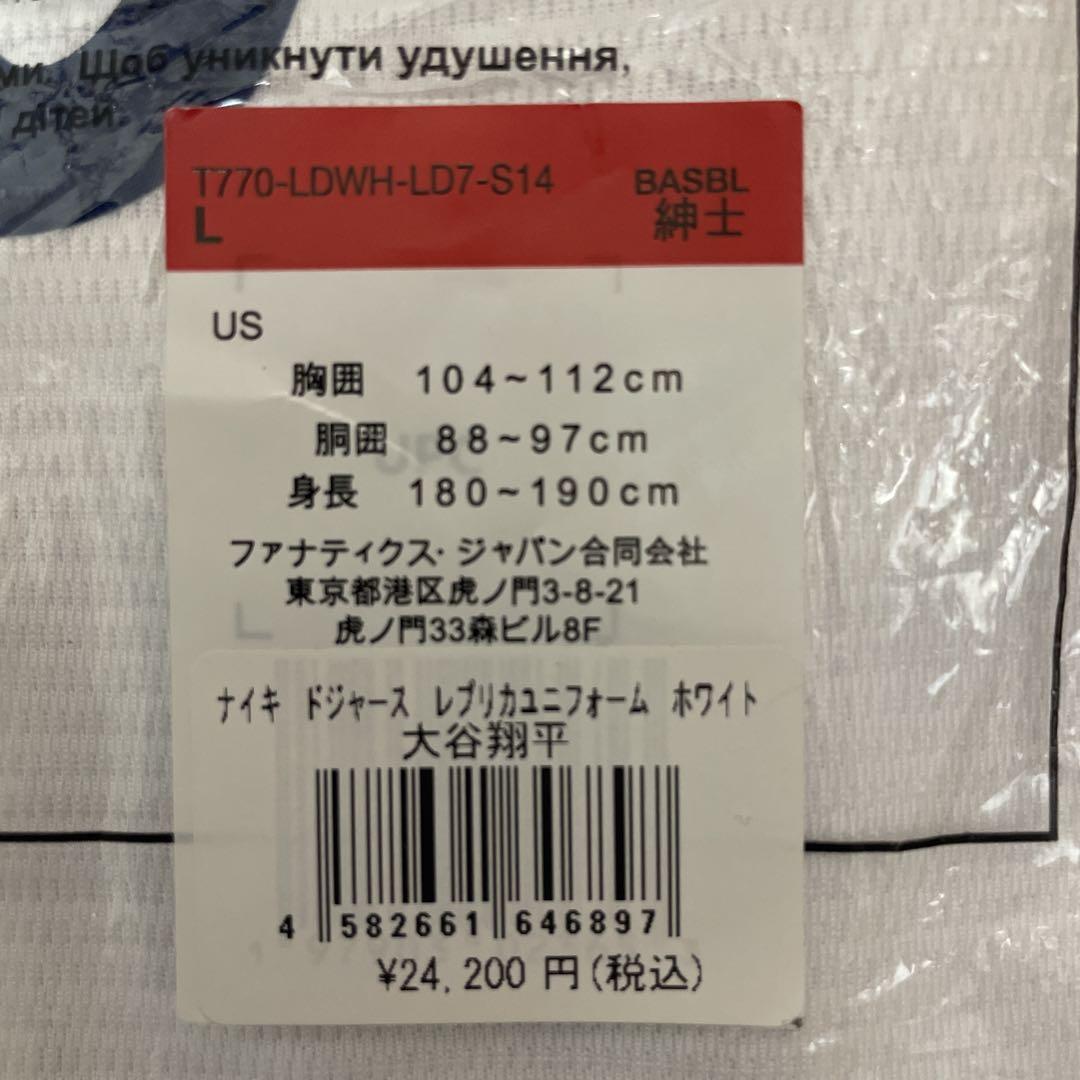 ми. Щоб уникнути удушення,
дітей.
T770-LDWH-LD7-S14 BASBL
L 紳士
US
胸囲 104~112cm
胴囲 88~97cm
身長 180~190cm
ファナティクス・ジャパン合同会社
東京都港区虎ノ門3-8-21
虎ノ門33森ビル8F
ナイキ ドジャース レプリカユニフォーム ホワイト
大谷翔平
4 582661 646897
¥24,200 円(税込)